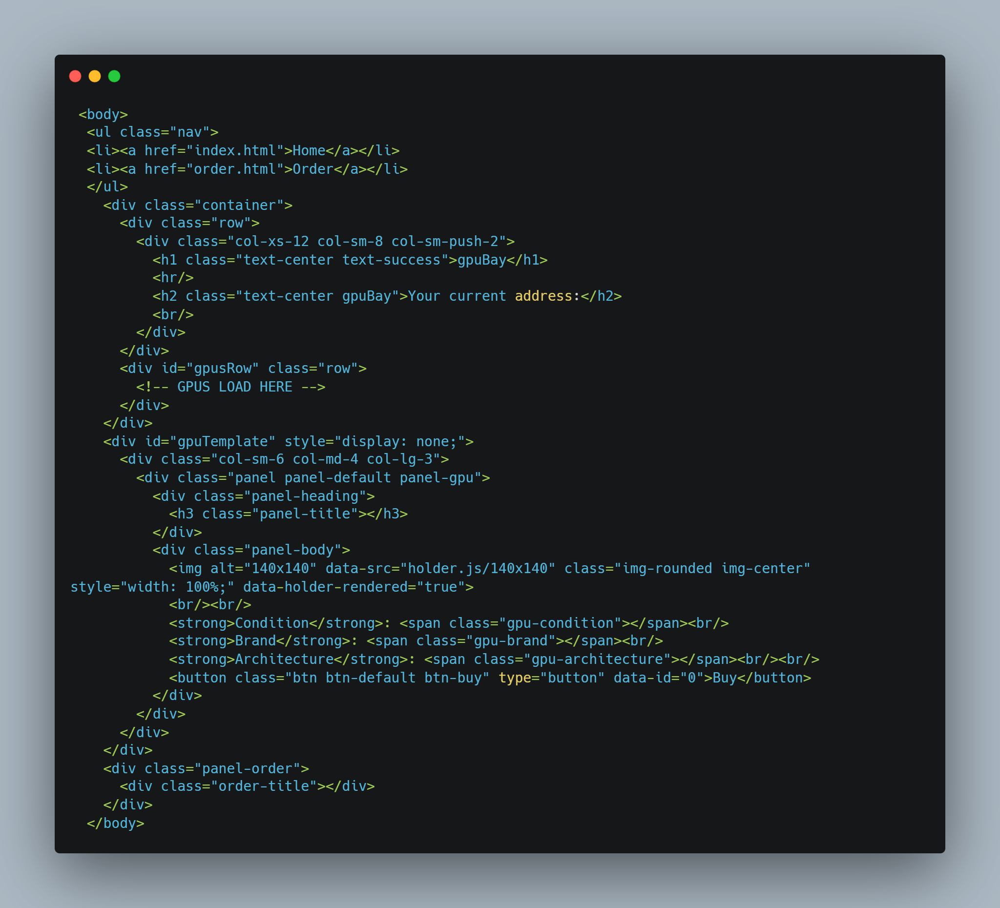 <body>
<ul class="nav">
<li><a href="index.html">Home</a></li>
<li><a href="order.html">Order</a></li>
</ul>
<div class="container">
<div class="row">
<div class="col-xs-12 col-sm-8 col-sm-push-2">
<h1 class="text-center text-success">gpuBay</h1>
<hr/>
<h2 class="text-center gpuBay">Your current address:</h2>
<br/>
</div>
</div>
<div id="gpusRow" class="row">
<!-- GPUS LOAD HERE -->
</div>
</div>
<div id="gpuTemplate" style="display: none;">
<div class="col-sm-6 col-md-4 col-lg-3">
<div class="panel panel-default panel-gpu">
<div class="panel-heading">
<h3 class="panel-title"></h3>
</div>
<div class="panel-body">
<img alt="140x140" data-src="holder.js/140x140" class="img-rounded img-center"
style="width: 100%;" data-holder-rendered="true">
<br/><br/>
<strong>Condition</strong>: <span class="gpu-condition"></span><br/>
<strong>Brand</strong>: <span class="gpu-brand"></span><br/>
<strong>Architecture</strong>: <span class="gpu-architecture"></span><br/><br/>
<button class="btn btn-default btn-buy" type="button" data-id="0">Buy</button>
</div>
</div>
</div>
</div>
<div class="panel-order">
<div class="order-title"></div>
</div>
</body>